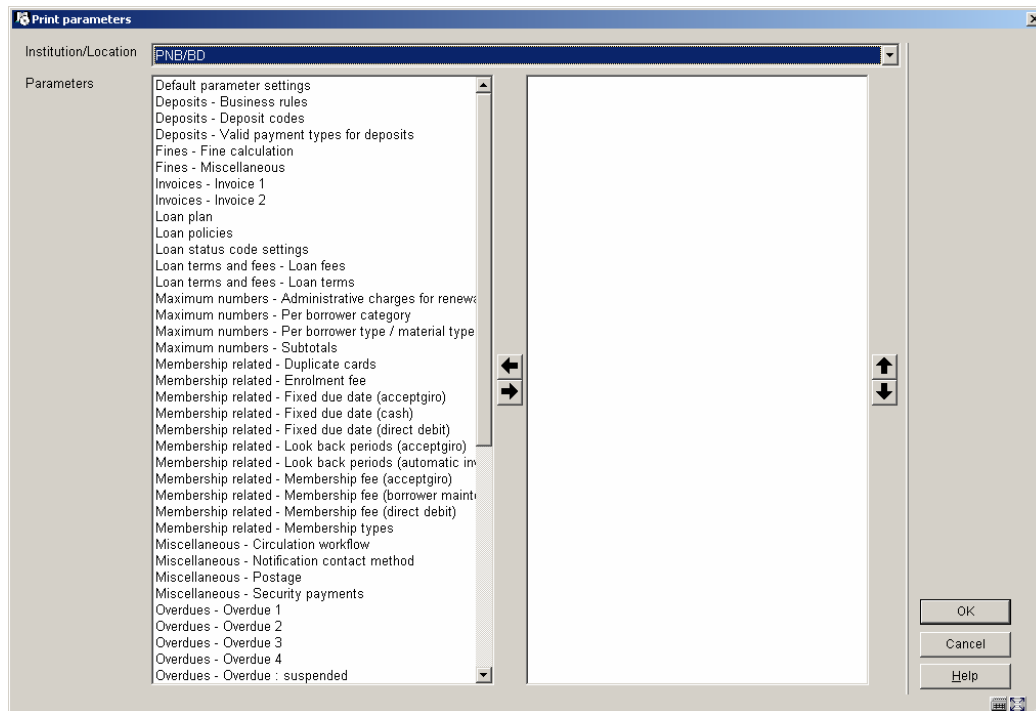 Print parameters
Institution/Location
PNB/BD
Parameters
Default parameter settings
Deposits - Business rules
Deposits - Deposit codes
Deposits - Valid payment types for deposits
Fines - Fine calculation
Fines - Miscellaneous
Invoices - Invoice 1
Invoices - Invoice 2
Loan plan
Loan policies
Loan status code settings
Loan terms and fees - Loan fees
Loan terms and fees - Loan terms
Maximum numbers - Administrative charges for renewa
Maximum numbers - Per borrower category
Maximum numbers - Per borrower type / material type
Maximum numbers - Subtotals
Membership related - Duplicate cards
Membership related - Enrolment fee
Membership related - Fixed due date (acceptgiro)
Membership related - Fixed due date (cash)
Membership related - Fixed due date (direct debit)
Membership related - Look back periods (acceptgiro)
Membership related - Look back periods (automatic inv
Membership related - Membership fee (acceptgiro)
Membership related - Membership fee (borrower mainte
Membership related - Membership fee (direct debit)
Membership related - Membership types
Miscellaneous - Circulation workflow
Miscellaneous - Notification contact method
Miscellaneous - Postage
Miscellaneous - Security payments
Overdues - Overdue 1
Overdues - Overdue 2
Overdues - Overdue 3
Overdues - Overdue 4
Overdues - Overdue : suspended
OK
Cancel
Help